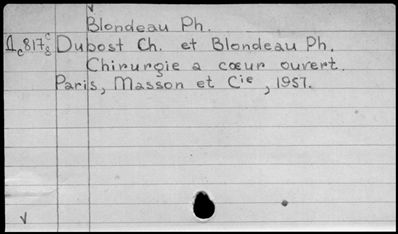 Blondeau Ph.
Dubost Ch. et Blondeau Ph.
Chirurgie a cœur ouvert.
Paris, Masson et Cie, 1957.